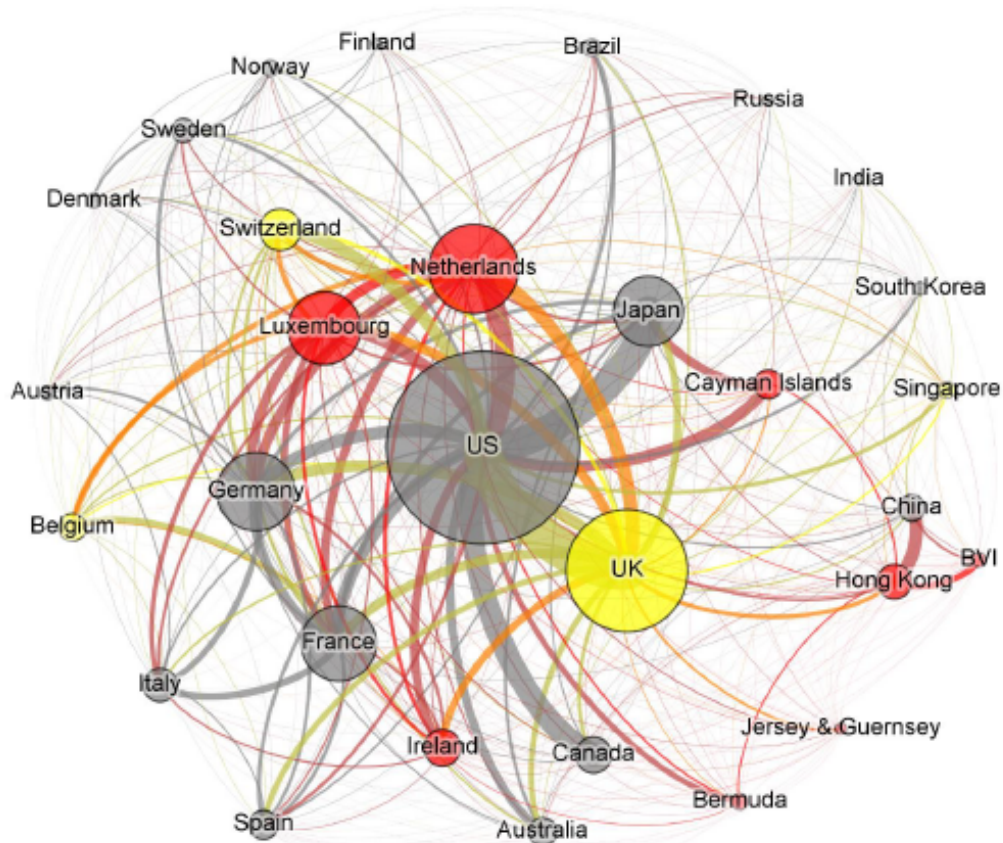 Finland
Brazil
Norway
Russia
Sweden
India
Denmark
Switzerland
Netherlands
South Korea
Japan
Luxembourg
Cayman Islands
Austria
Singapore
US
Germany
China
Belgium
BVI
UK
Hong Kong
France
Italy
Jersey & Guernsey
Ireland
Canada
Bermuda
Spain
Australia